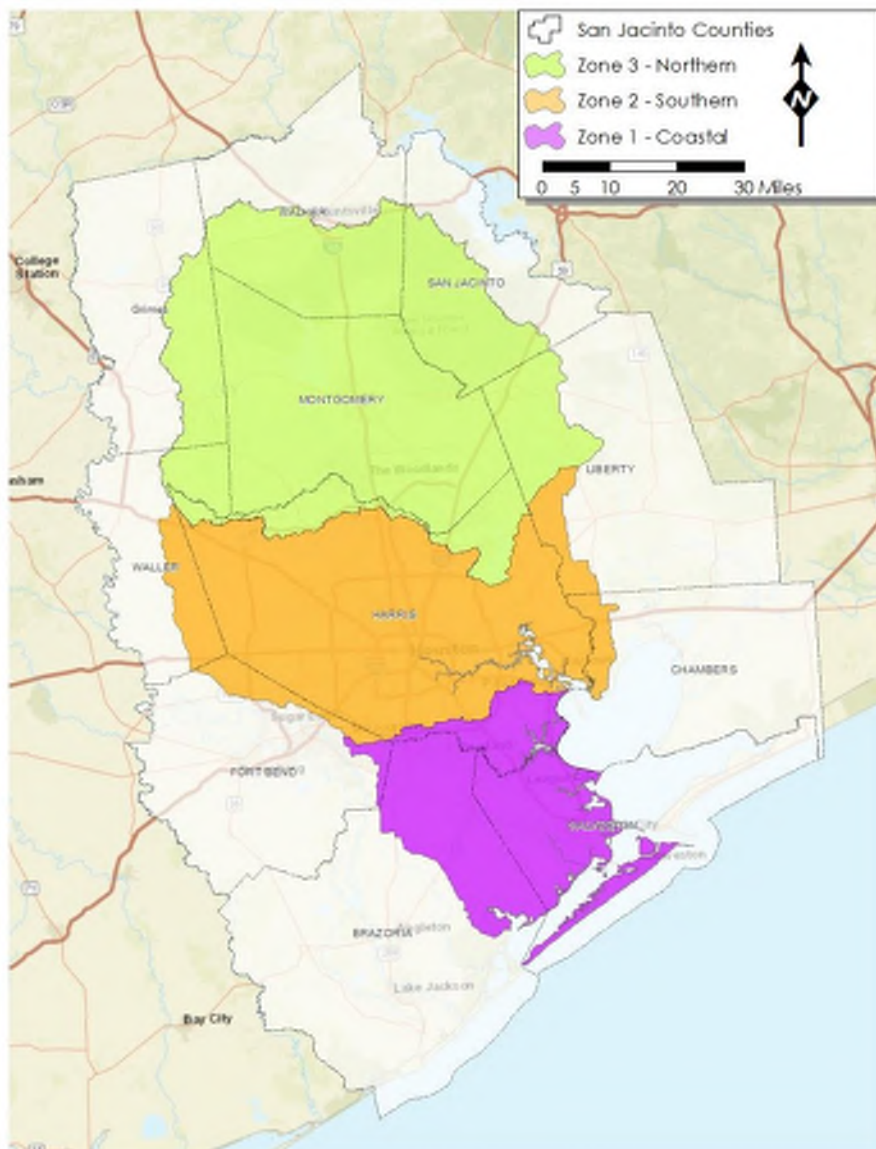 San Jacinto Counties
Zone 3 - Northern
Zone 2 - Southern
Zone 1 - Coastal
N
0 5 10 20 30 Miles
College
Station
SAN JACINTO
Grimes
MONTGOMERY
The Woodlands
LIBERTY
WALLER
HARRIS
Houston
CHAMBERS
FORT BEND
BRAZORIA
Angleton
Lake Jackson
Bay City